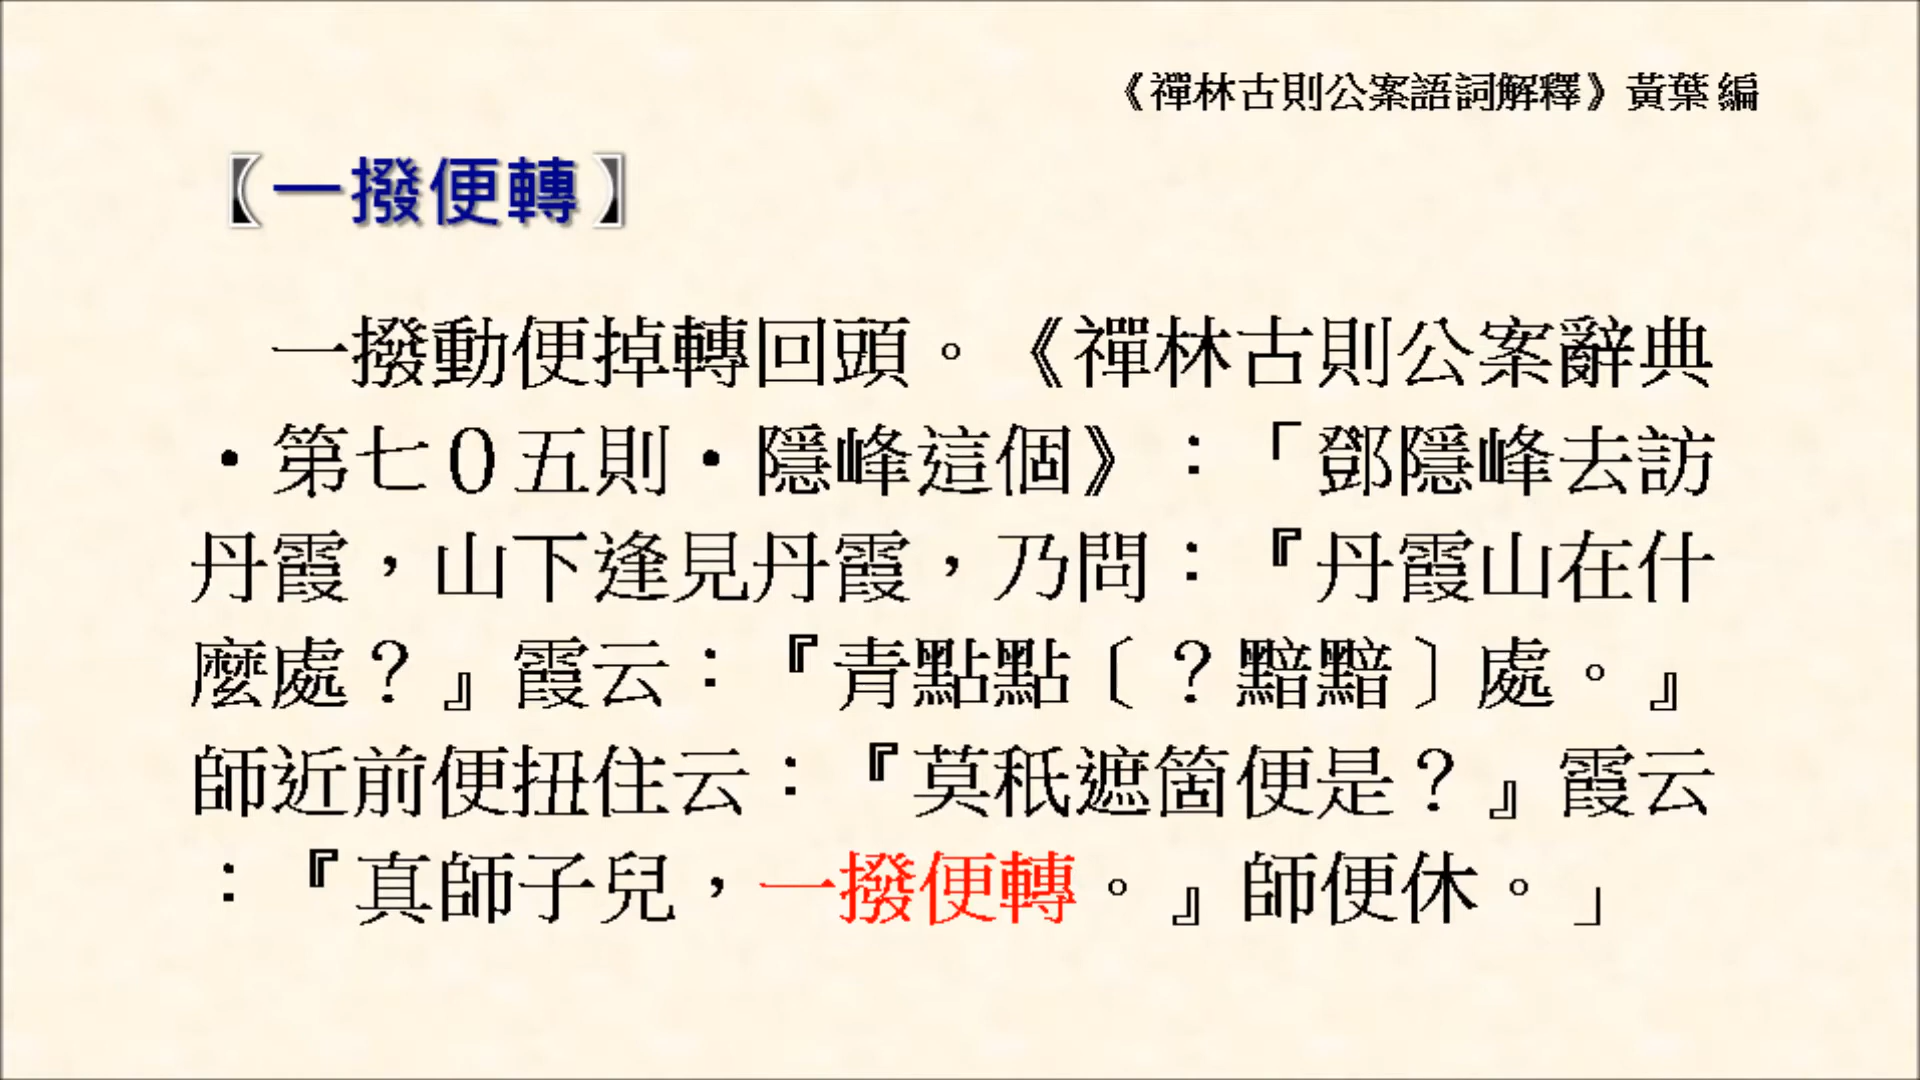 《禪林古則公案語詞解釋》黃葉 編
〖一撥便轉〗
一撥動便掉轉回頭。《禪林古則公案辭典
·第七0五則·隱峰這個》：「鄧隱峰去訪
丹霞，山下逢見丹霞，乃問：『丹霞山在什
麼處？』霞云：『青點點〔？黯黯〕處。』
師近前便扭住云：『莫秖遮箇便是？』霞云
：『真師子兒，一撥便轉。』師便休。」